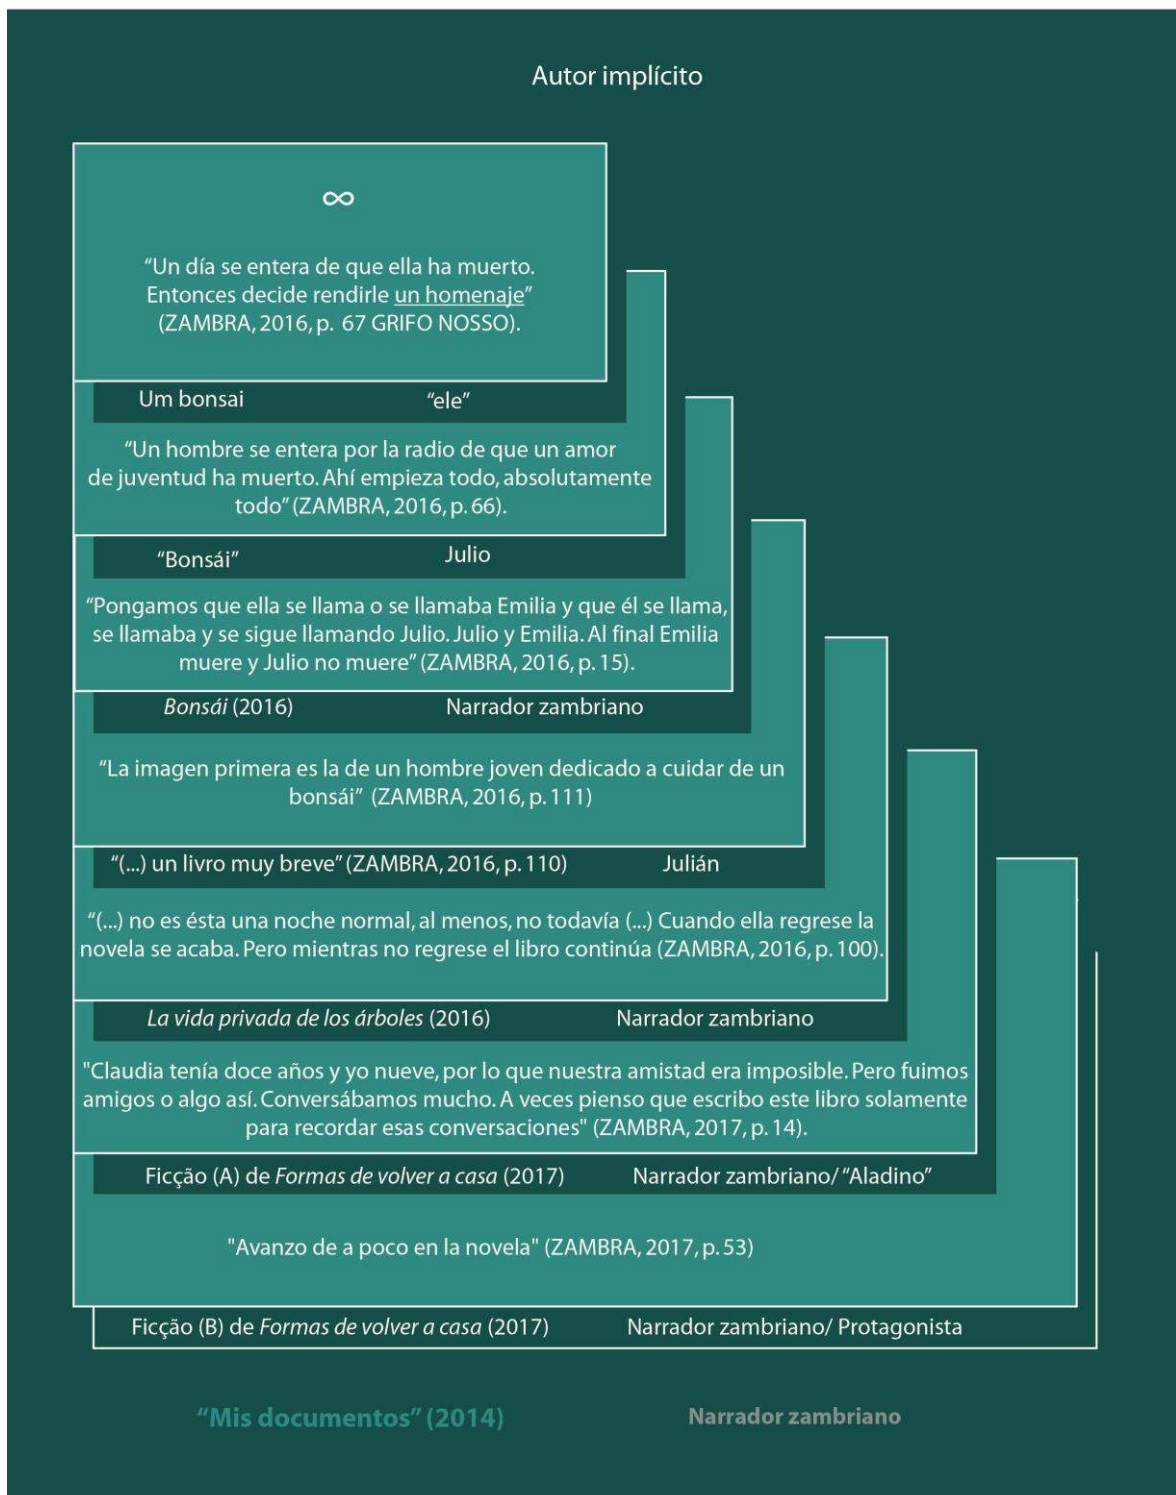 Autor implícito
∞
“Un día se entera de que ella ha muerto.
Entonces decide rendirle un homenaje”
(ZAMBRA, 2016, p. 67 GRIFO NOSSO).
Um bonsai “ele”
“Un hombre se entera por la radio de que un amor
de juventud ha muerto. Ahí empieza todo, absolutamente
todo” (ZAMBRA, 2016, p. 66).
“Bonsái” Julio
“Pongamos que ella se llama o se llamaba Emilia y que él se llama,
se llamaba y se sigue llamando Julio. Julio y Emilia. Al final Emilia
muere y Julio no muere” (ZAMBRA, 2016, p. 15).
Bonsái (2016) Narrador zambriano
“La imagen primera es la de un hombre joven dedicado a cuidar de un
bonsái” (ZAMBRA, 2016, p. 111)
“(...) un livro muy breve” (ZAMBRA, 2016, p. 110) Julián
“(...) no es ésta una noche normal, al menos, no todavía (...) Cuando ella regrese la
novela se acaba. Pero mientras no regrese el libro continúa (ZAMBRA, 2016, p. 100).
La vida privada de los árboles (2016) Narrador zambriano
"Claudia tenía doce años y yo nueve, por lo que nuestra amistad era imposible. Pero fuimos
amigos o algo así. Conversábamos mucho. A veces pienso que escribo este libro solamente
para recordar esas conversaciones" (ZAMBRA, 2017, p. 14).
Ficção (A) de Formas de volver a casa (2017) Narrador zambriano/ “Aladino”
"Avanzo de a poco en la novela" (ZAMBRA, 2017, p. 53)
Ficção (B) de Formas de volver a casa (2017) Narrador zambriano/ Protagonista
“Mis documentos” (2014) Narrador zambriano